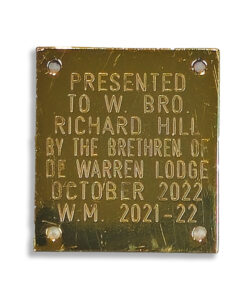 PRESENTED
TO W. BRO.
RICHARD HILL
BY THE BRETHREN OF
DE WARREN LODGE
OCTOBER 2022
W.M. 2021-22